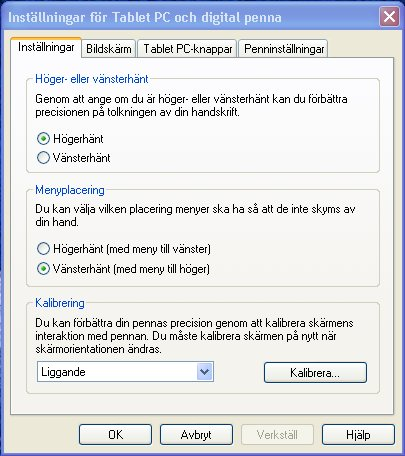 Inställningar för Tablet PC och digital penna
Inställningar Bildskärm Tablet PC-knappar Penninställningar
Höger- eller vänsterhänt
Genom att ange om du är höger- eller vänsterhänt kan du förbättra
precisionen på tolkningen av din handskrift.
Högerhänt
Vänsterhänt
Menyplacering
Du kan välja vilken placering menyer ska ha så att de inte skyms av
din hand.
Högerhänt (med meny till vänster)
Vänsterhänt (med meny till höger)
Kalibrering
Du kan förbättra din pennas precision genom att kalibrera skärmens
interaktion med pennan. Du måste kalibrera skärmen på nytt när
skärmorientationen ändras.
Liggande Kalibrera...
OK Avbryt Verkställ Hjälp